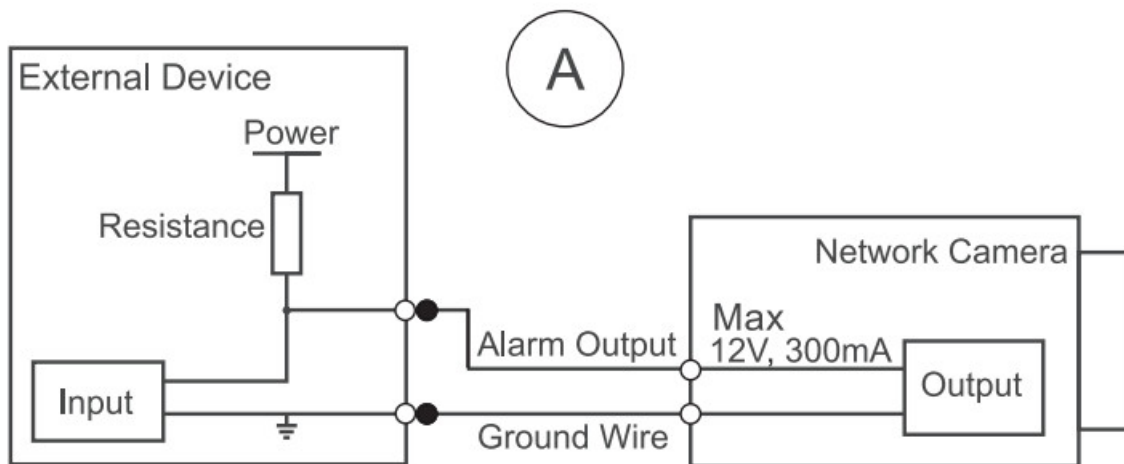 A
External Device
Power
Resistance
Network Camera
Max
12V, 300mA
Alarm Output
Output
Input
Ground Wire